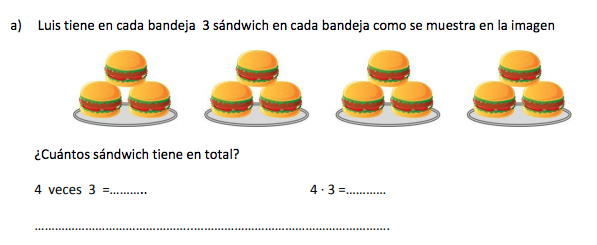 a) Luis tiene en cada bandeja 3 sándwich en cada bandeja como se muestra en la imagen
¿Cuántos sándwich tiene en total?
4 veces 3 =........... 4 · 3 =............
............................................................................................................